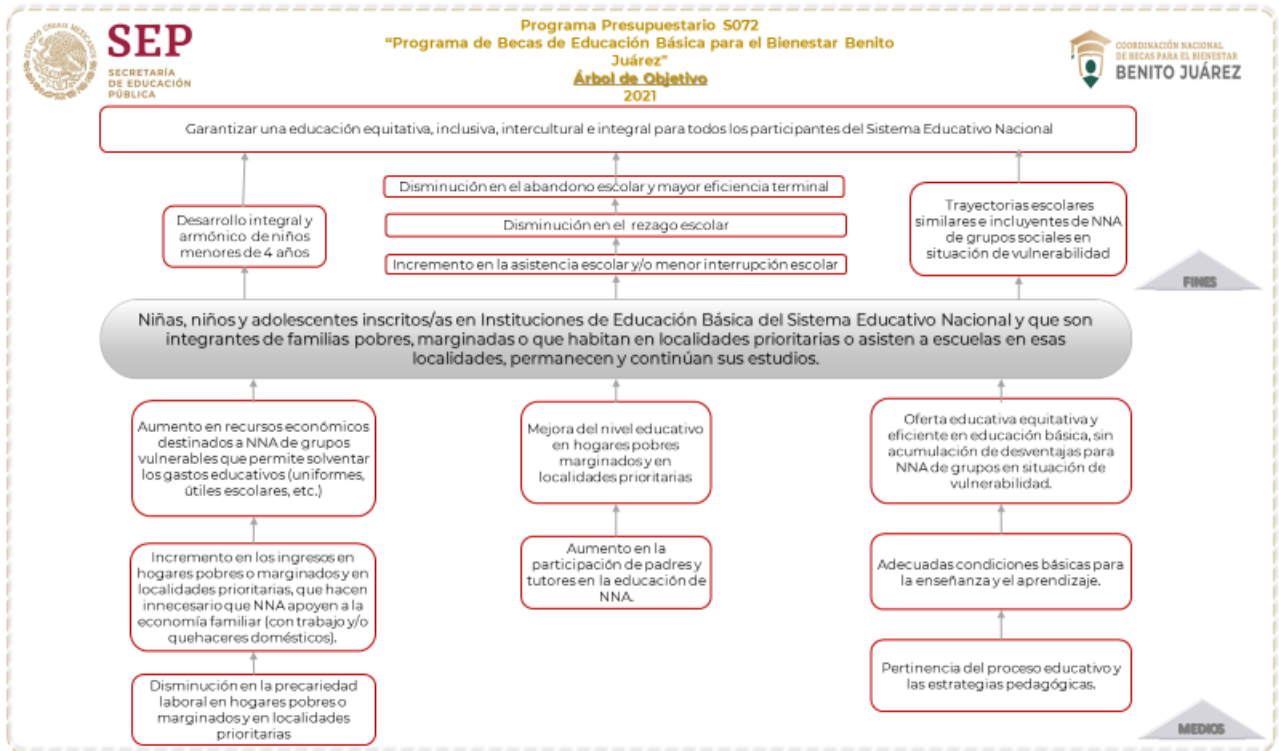 ESTADOS UNIDOS MEXICANOS
SEP
SECRETARÍA
DE EDUCACIÓN
PÚBLICA
Programa Presupuestario S072
“Programa de Becas de Educación Básica para el Bienestar Benito
Juárez”
Árbol de Objetivo
2021
COORDINACIÓN NACIONAL
DE BECAS PARA EL BIENESTAR
BENITO JUÁREZ
Garantizar una educación equitativa, inclusiva, intercultural e integral para todos los participantes del Sistema Educativo Nacional
Desarrollo integral y
armónico de niños
menores de 4 años
Disminución en el abandono escolar y mayor eficiencia terminal
Disminución en el rezago escolar
Incremento en la asistencia escolar y/o menor interrupción escolar
Trayectorias escolares
similares e incluyentes de NNA
de grupos sociales en
situación de vulnerabilidad
FINES
Niñas, niños y adolescentes inscritos/as en Instituciones de Educación Básica del Sistema Educativo Nacional y que son
integrantes de familias pobres, marginadas o que habitan en localidades prioritarias o asisten a escuelas en esas
localidades, permanecen y continúan sus estudios.
Aumento en recursos económicos
destinados a NNA de grupos
vulnerables que permite solventar
los gastos educativos (uniformes,
útiles escolares, etc.)
Incremento en los ingresos en
hogares pobres o marginados y en
localidades prioritarias, que hacen
innecesario que NNA apoyen a la
economía familiar (con trabajo y/o
quehaceres domésticos).
Disminución en la precariedad
laboral en hogares pobres o
marginados y en localidades
prioritarias
Mejora del nivel educativo
en hogares pobres
marginados y en
localidades prioritarias
Aumento en la
participación de padres y
tutores en la educación de
NNA.
Oferta educativa equitativa y
eficiente en educación básica, sin
acumulación de desventajas para
NNA de grupos en situación de
vulnerabilidad.
Adecuadas condiciones básicas para
la enseñanza y el aprendizaje.
Pertinencia del proceso educativo y
las estrategias pedagógicas.
MEDIOS